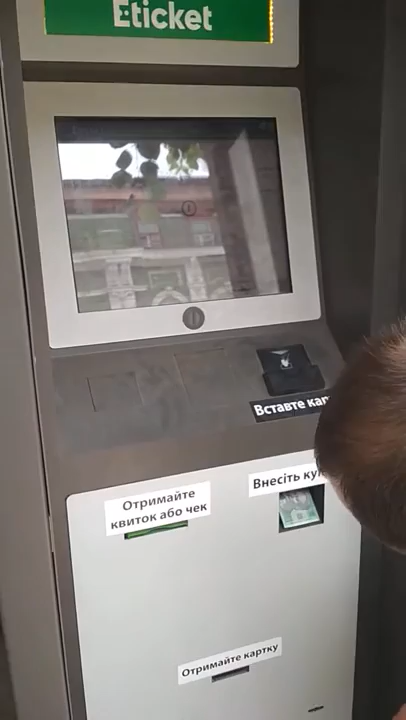 Eticket
Вставте
Внесіть
Отримайте
квиток або чек
Отримайте картку